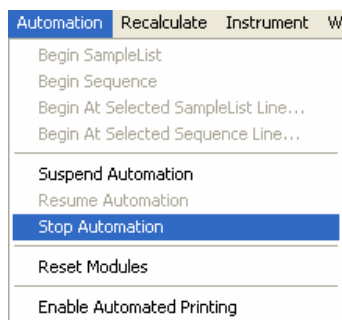 Automation Recalculate Instrument
Begin SampleList
Begin Sequence
Begin At Selected SampleList Line...
Begin At Selected Sequence Line...
Suspend Automation
Resume Automation
Stop Automation
Reset Modules
Enable Automated Printing